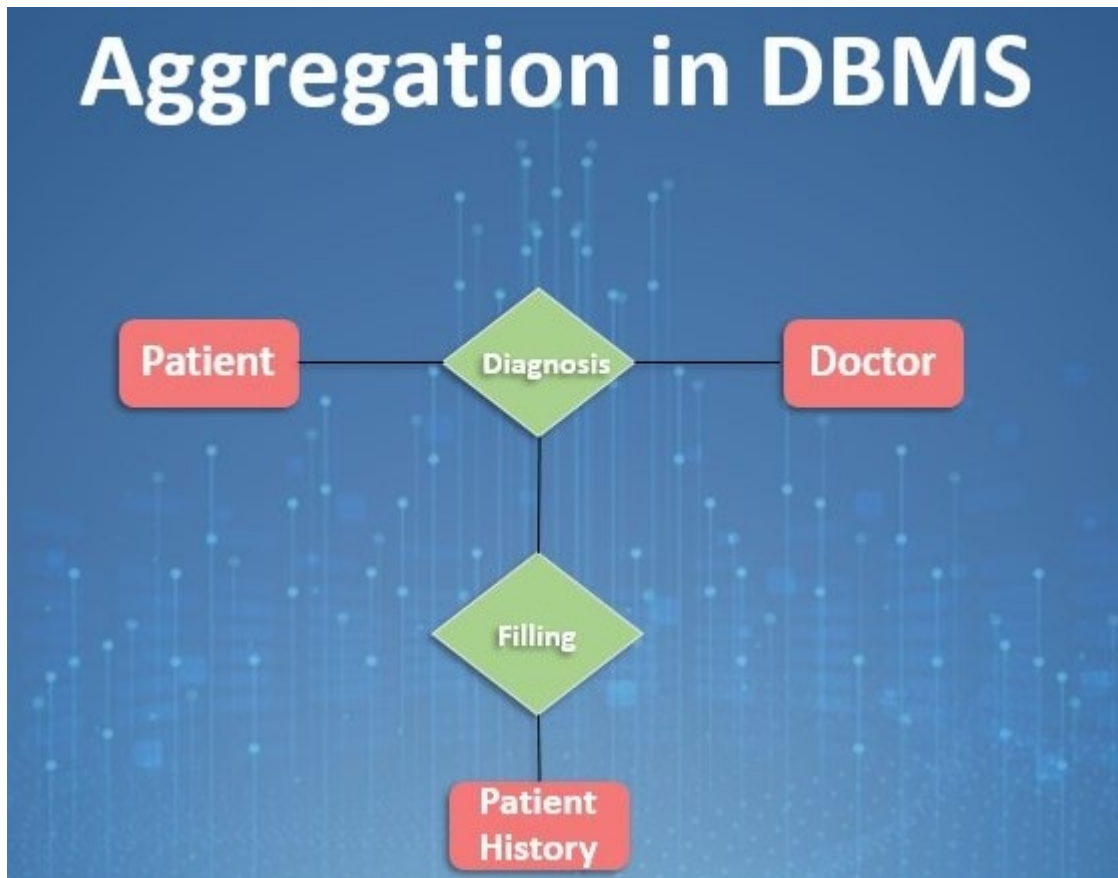 Aggregation in DBMS
Patient
Diagnosis
Doctor
Filling
Patient
History